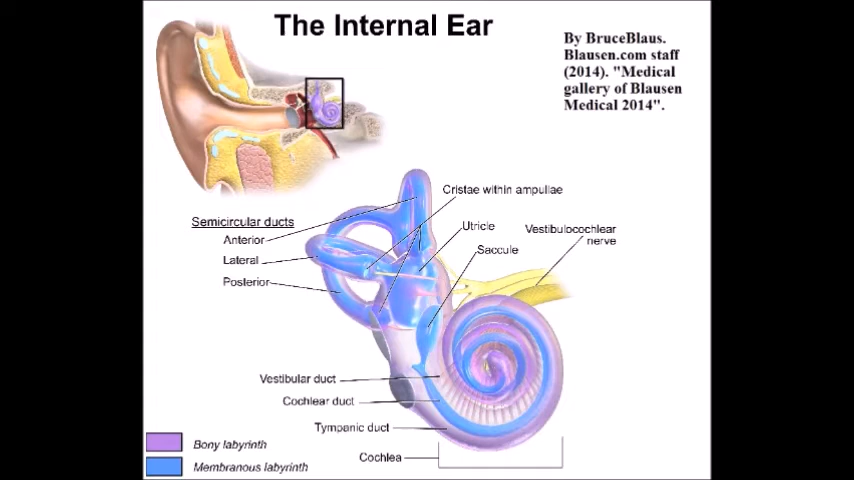 The Internal Ear
By BruceBlaus.
Blausen.com staff
(2014). "Medical
gallery of Blausen
Medical 2014".
Cristae within ampullae
Semicircular ducts
Anterior
Lateral
Posterior
Utricle
Saccule
Vestibulocochlear
nerve
Vestibular duct
Cochlear duct
Tympanic duct
Cochlea
Bony labyrinth
Membranous labyrinth